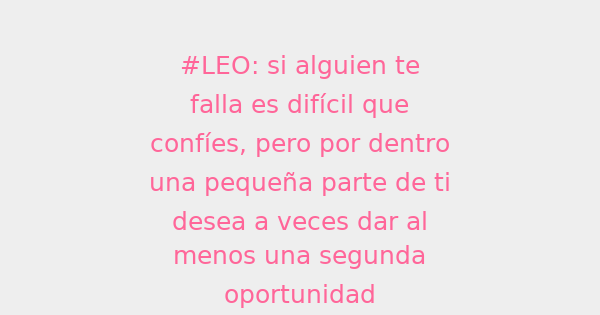 #LEO: si alguien te
falla es difícil que
confíes, pero por dentro
una pequeña parte de ti
desea a veces dar al
menos una segunda
oportunidad